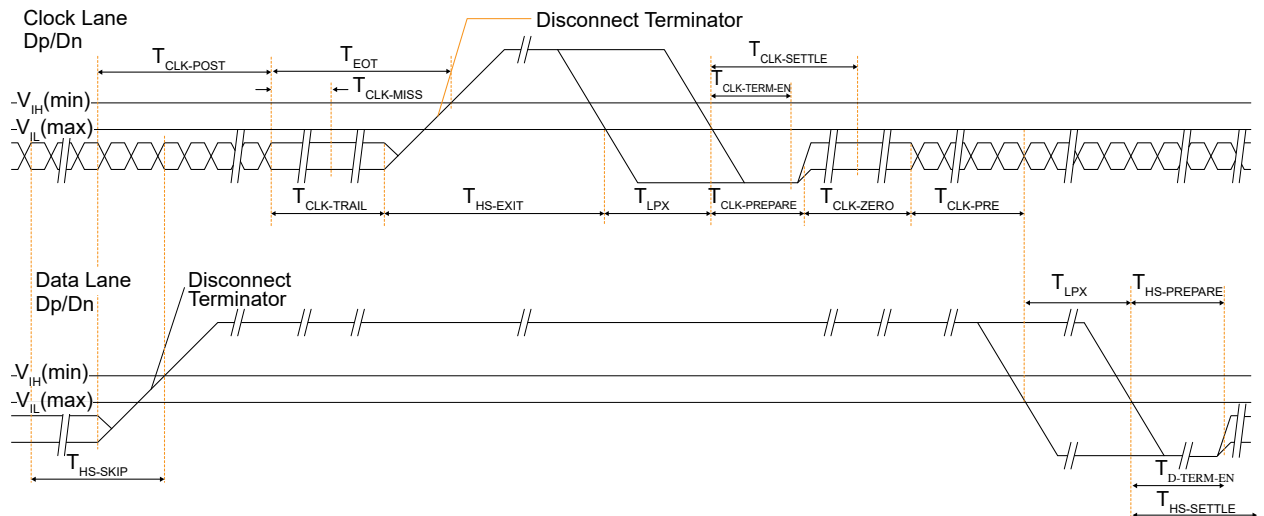 Clock Lane
Dp/Dn
Disconnect Terminator
TCLK-POST
TEOT
TCLK-SETTLE
TCLK-MISS
TCLK-TERM-EN
VIH(min)
VIL(max)
TCLK-TRAIL
THS-EXIT
TLPX
TCLK-PREPARE
TCLK-ZERO
TCLK-PRE
Data Lane
Dp/Dn
Disconnect
Terminator
TLPX
THS-PREPARE
VIH(min)
VIL(max)
THS-SKIP
TD-TERM-EN
THS-SETTLE